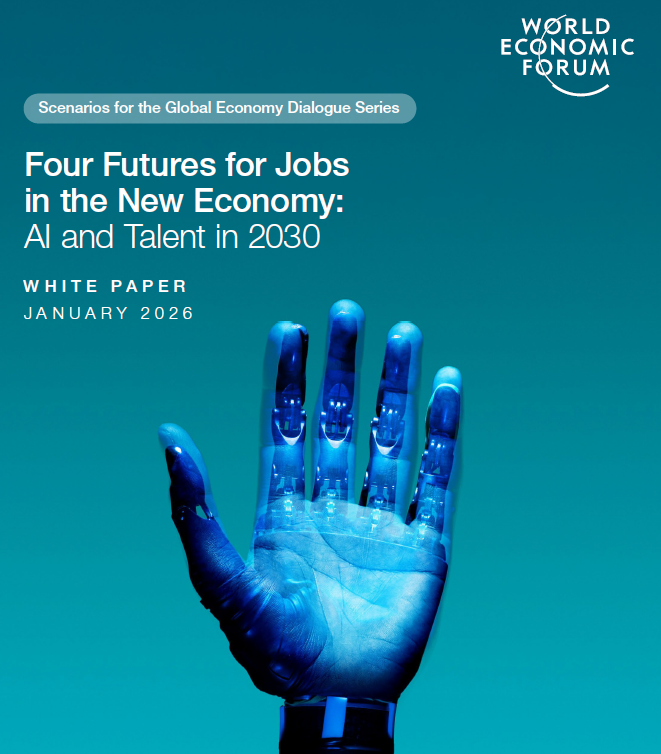 WORLD
ECONOMIC
FORUM
Scenarios for the Global Economy Dialogue Series
Four Futures for Jobs
in the New Economy:
AI and Talent in 2030
WHITE PAPER
JANUARY 2026